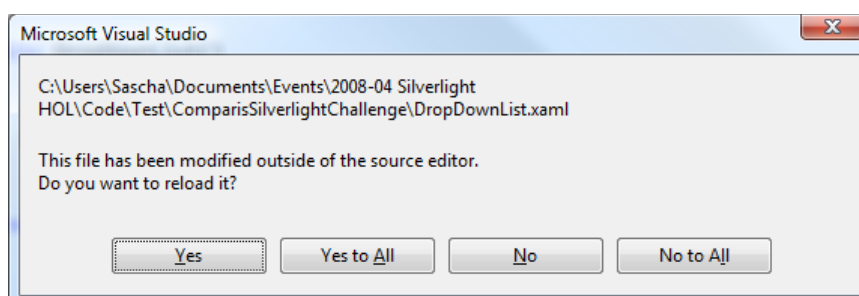 Microsoft Visual Studio
C:\Users\Sascha\Documents\Events\2008-04 Silverlight
HOL\Code\Test\ComparisSilverlightChallenge\DropDownList.xaml
This file has been modified outside of the source editor.
Do you want to reload it?
Yes Yes to All No No to All